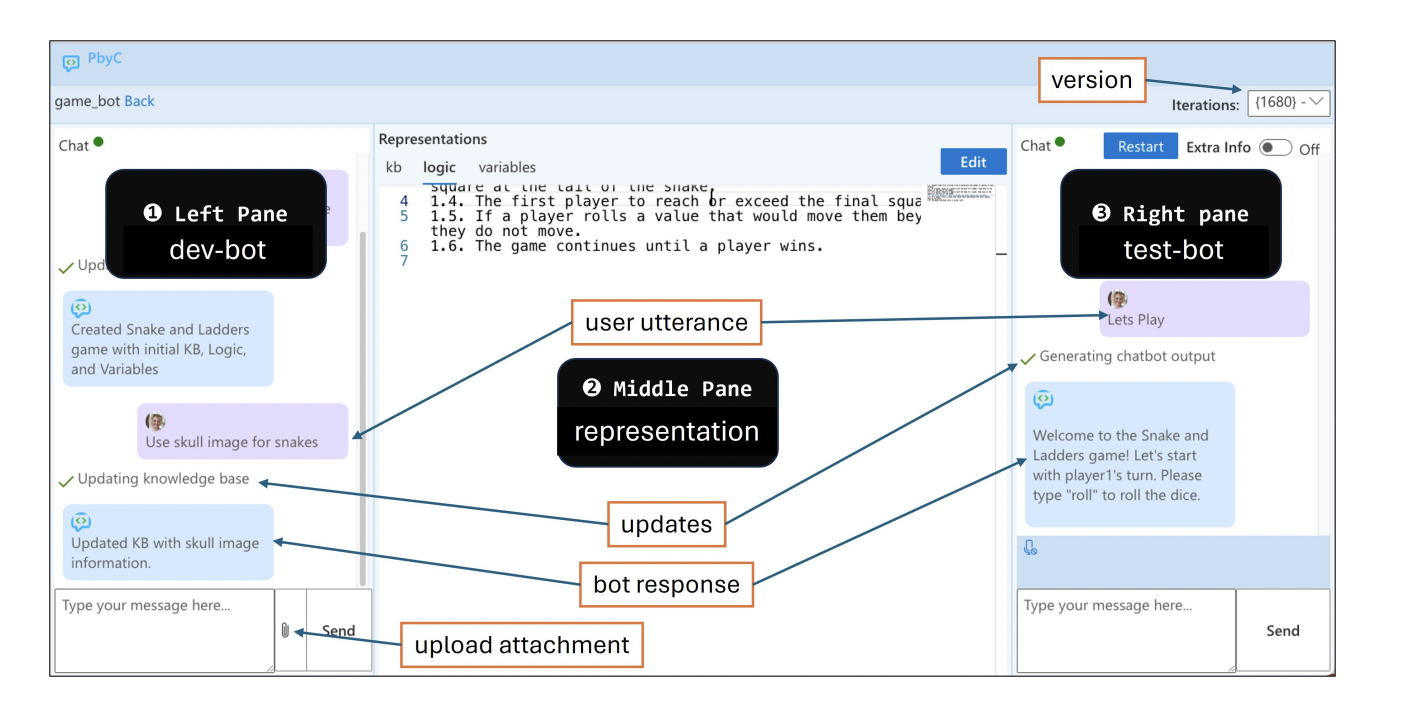 PbyC
version
game_bot Back
Iterations: {1680} -
Chat
❶ Left Pane
dev-bot
Upd
Created Snake and Ladders
game with initial KB, Logic,
and Variables
Use skull image for snakes
Updating knowledge base
Updated KB with skull image
information.
Type your message here...
Send
Representations
kb logic variables
Edit
square at the tail of the snake.
4 1.4. The first player to reach or exceed the final squa
5 1.5. If a player rolls a value that would move them bey
they do not move.
6 1.6. The game continues until a player wins.
7
user utterance
❷ Middle Pane
representation
updates
bot response
upload attachment
Chat
Restart
Extra Info
Off
❸ Right pane
test-bot
Lets Play
Generating chatbot output
Welcome to the Snake and
Ladders game! Let's start
with player1's turn. Please
type "roll" to roll the dice.
Type your message here...
Send